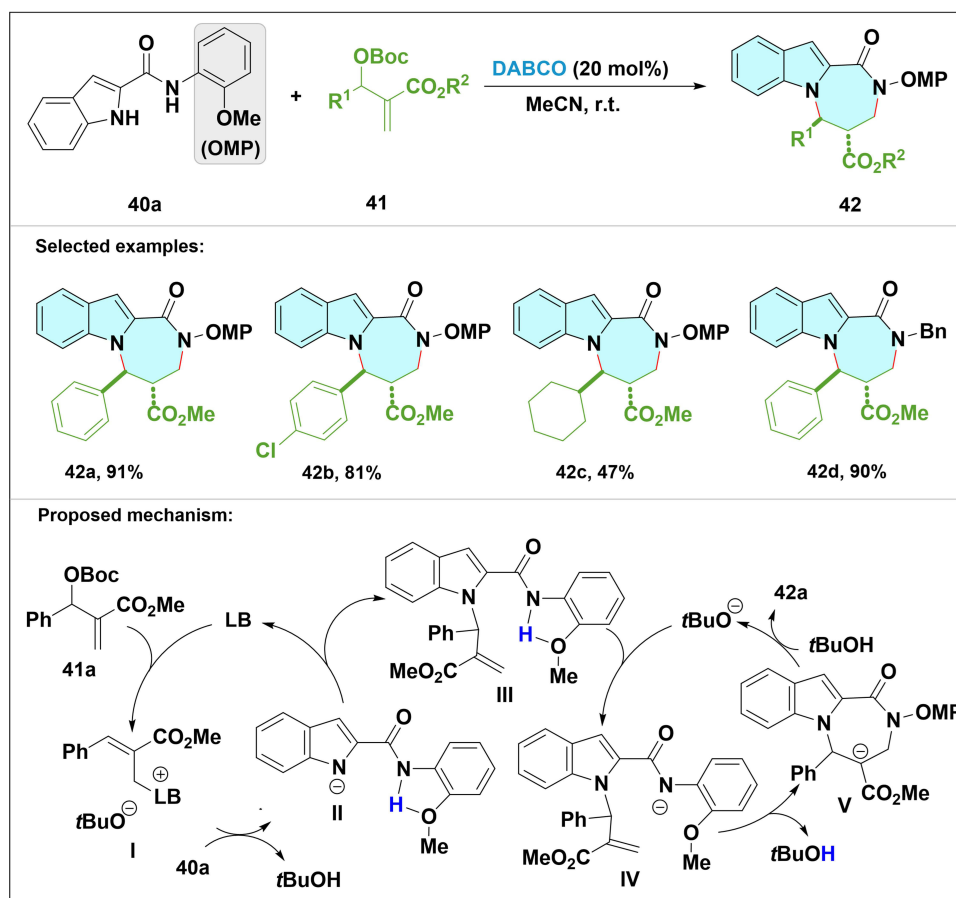 O
N
H
N
H
OMe
(OMP)
40a
+
OBoc
R1
CO2R2
41
DABCO (20 mol%)
MeCN, r.t.
O
N
N
OMP
R1
CO2R2
42
Selected examples:
O
N
N
OMP
CO2Me
42a, 91%
O
N
N
OMP
CO2Me
Cl
42b, 81%
O
N
N
OMP
CO2Me
42c, 47%
O
N
N
Bn
CO2Me
42d, 90%
Proposed mechanism:
OBoc
Ph
CO2Me
41a
LB
Ph
CO2Me
⊕
LB
tBuO⊖
I
40a
tBuOH
O
N
⊖
N
H
O
Me
II
O
N
N
H
Ph
O
Me
MeO2C
III
O
N
N
⊖
Ph
O
Me
MeO2C
IV
tBuO⊖
42a
tBuOH
O
N
N
OMP
Ph
⊖
CO2Me
V
tBuOH